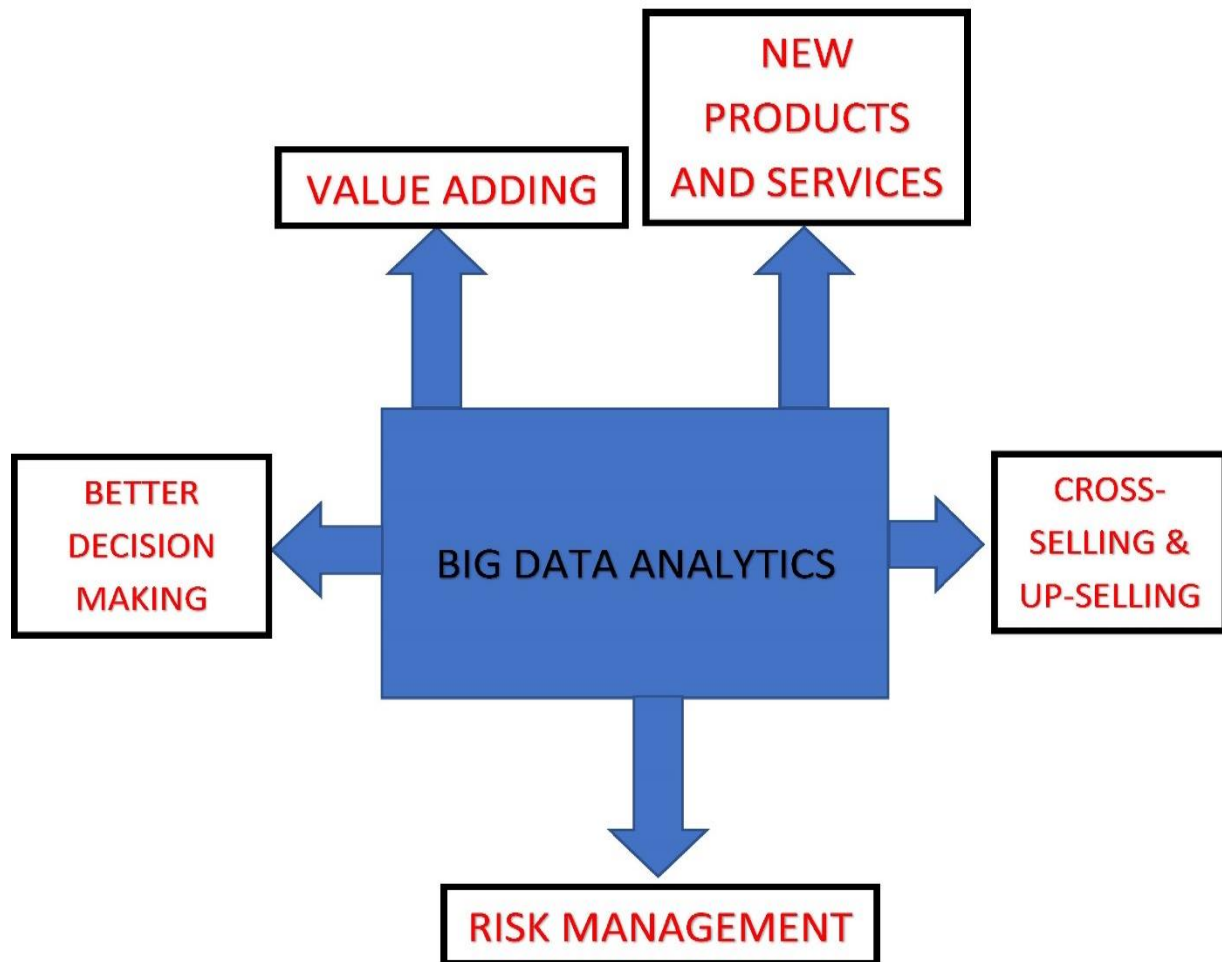 NEW
PRODUCTS
AND SERVICES
VALUE ADDING
BETTER
DECISION
MAKING
BIG DATA ANALYTICS
CROSS-
SELLING &
UP-SELLING
RISK MANAGEMENT